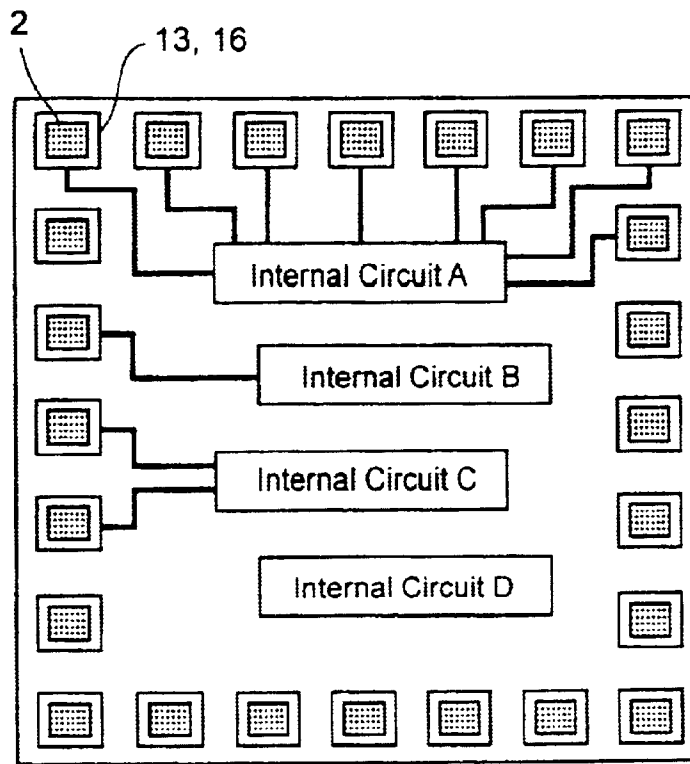 2
13, 16
Internal Circuit A
Internal Circuit B
Internal Circuit C
Internal Circuit D